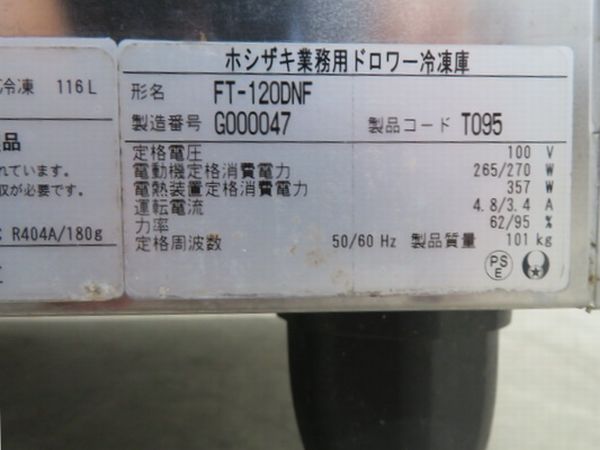 冷凍 116L
品
れています。
収が必要です.
R404A/180g
ホシザキ業務用ドロワー冷凍庫
形名 FT-120DNF
製造番号 G000047 製品コード T095
定格電圧 100 V
電動機定格消費電力 265/270 W
電熱装置定格消費電力 357 W
運転電流 4.8/3.4 A
力率 62/95 %
定格周波数 50/60 Hz 製品質量 101 kg
PS
E